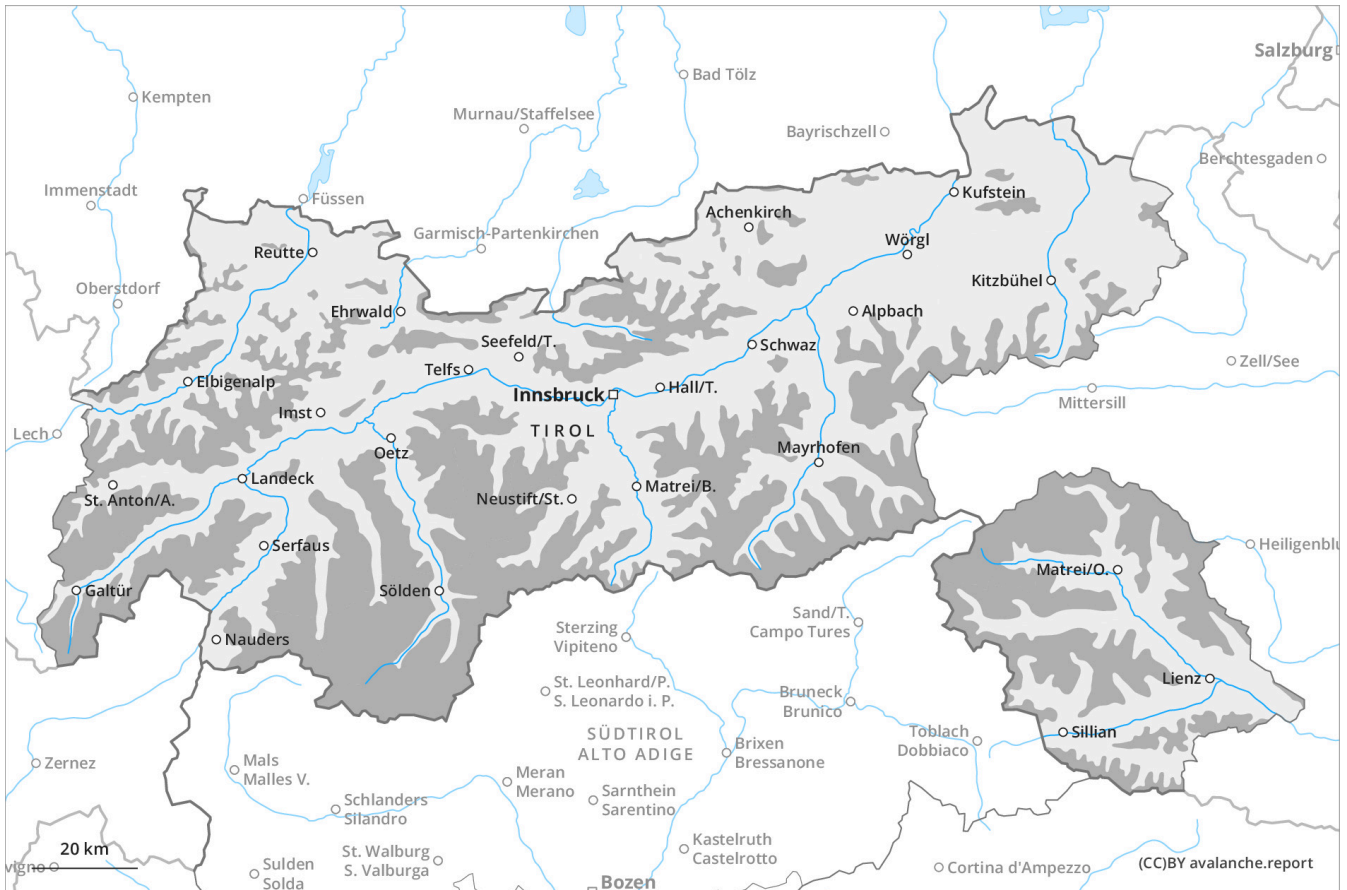 Salzburg
Bad Tölz
Kempten
Murnau/Staffelsee
Bayrischzell
Berchtesgaden
Immenstadt
Füssen
Kufstein
Achenkirch
Garmisch-Partenkirchen
Wörgl
Reutte
Kitzbühel
Oberstdorf
Ehrwald
Alpbach
Seefeld/T.
Schwaz
Zell/See
Telfs
Elbigenalp
Hall/T.
Innsbruck
Mittersill
Imst
TIROL
Lech
Oetz
Mayrhofen
Landeck
Matrei/B.
St. Anton/A.
Neustift/St.
Serfaus
Heiligenblu
Matrei/O.
Galtür
Sölden
Sand/T.
Campo Tures
Sterzing
Vipiteno
Nauders
Lienz
St. Leonhard/P.
S. Leonardo i. P.
Bruneck
Brunico
Sillian
SÜDTIROL
ALTO ADIGE
Toblach
Dobbiaco
Brixen
Bressanone
Zernez
Mals
Malles V.
Meran
Merano
Sarnthein
Sarentino
Schlanders
Silandro
Kastelruth
Castelrotto
20 km
St. Walburg
S. Valburga
vigno
Sulden
Solda
Cortina d'Ampezzo
(CC)BY avalanche.report
Bozen